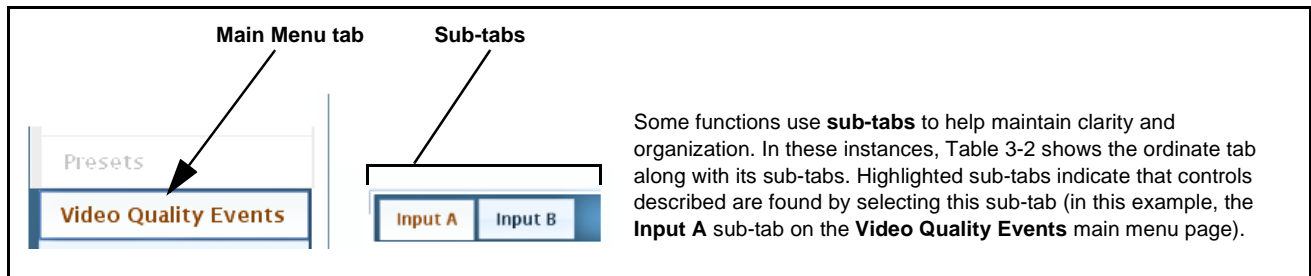 Main Menu tab
Sub-tabs
Presets
Video Quality Events
Input A
Input B
Some functions use sub-tabs to help maintain clarity and
organization. In these instances, Table 3-2 shows the ordinate tab
along with its sub-tabs. Highlighted sub-tabs indicate that controls
described are found by selecting this sub-tab (in this example, the
Input A sub-tab on the Video Quality Events main menu page).